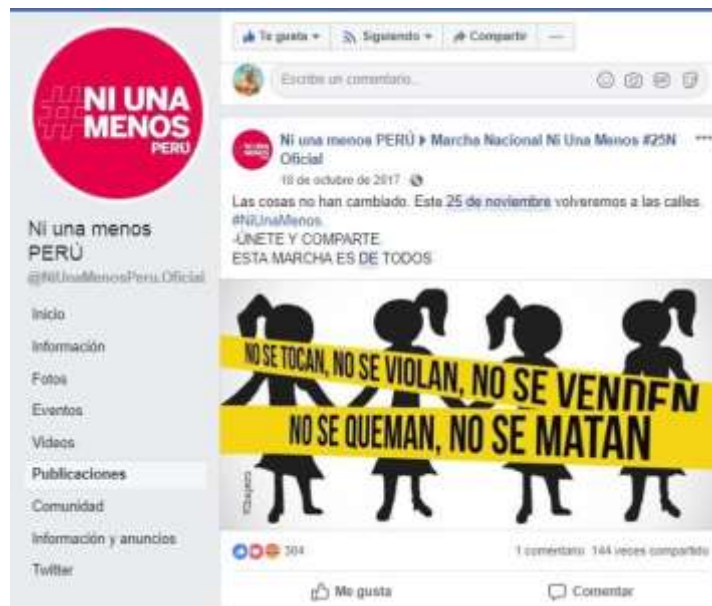 #NI UNA
MENOS
PERÚ
Ni una menos
PERÚ
@NiUnaMenosPeru.Oficial
Inicio
Información
Fotos
Eventos
Videos
Publicaciones
Comunidad
Información y anuncios
Twitter
Te gusta
Siguiendo
Compartir
Escribe un comentario...
Ni una menos PERÚ ▸ Marcha Nacional Ni Una Menos #25N
Oficial
18 de octubre de 2017
Las cosas no han cambiado. Este 25 de noviembre volveremos a las calles.
#NiUnaMenos.
-ÚNETE Y COMPARTE
ESTA MARCHA ES DE TODOS
NO SE TOCAN, NO SE VIOLAN, NO SE VENDEN
NO SE QUEMAN, NO SE MATAN
304
1 comentario 144 veces compartido
Me gusta
Comentar